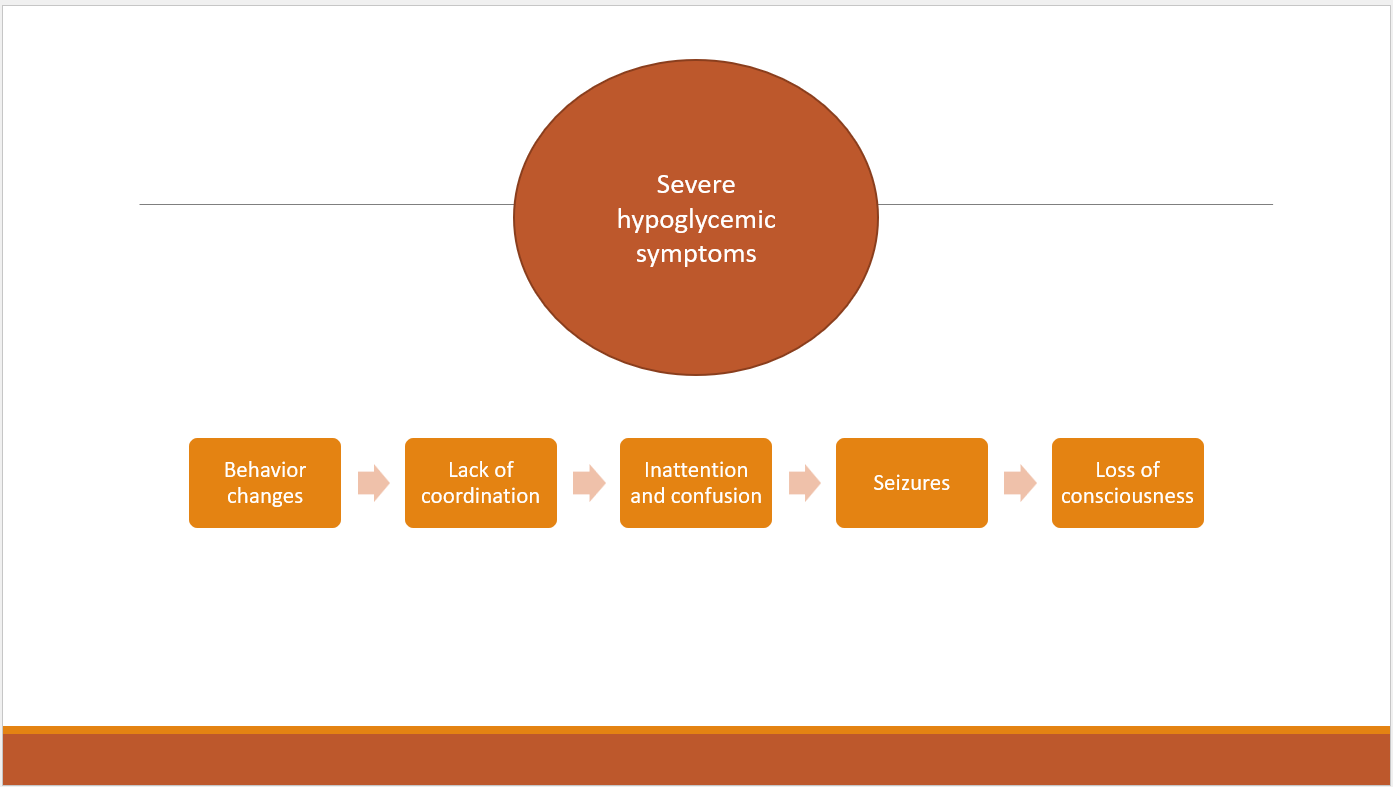 Severe
hypoglycemic
symptoms
Behavior
changes
Lack of
coordination
Inattention
and confusion
Seizures
Loss of
consciousness